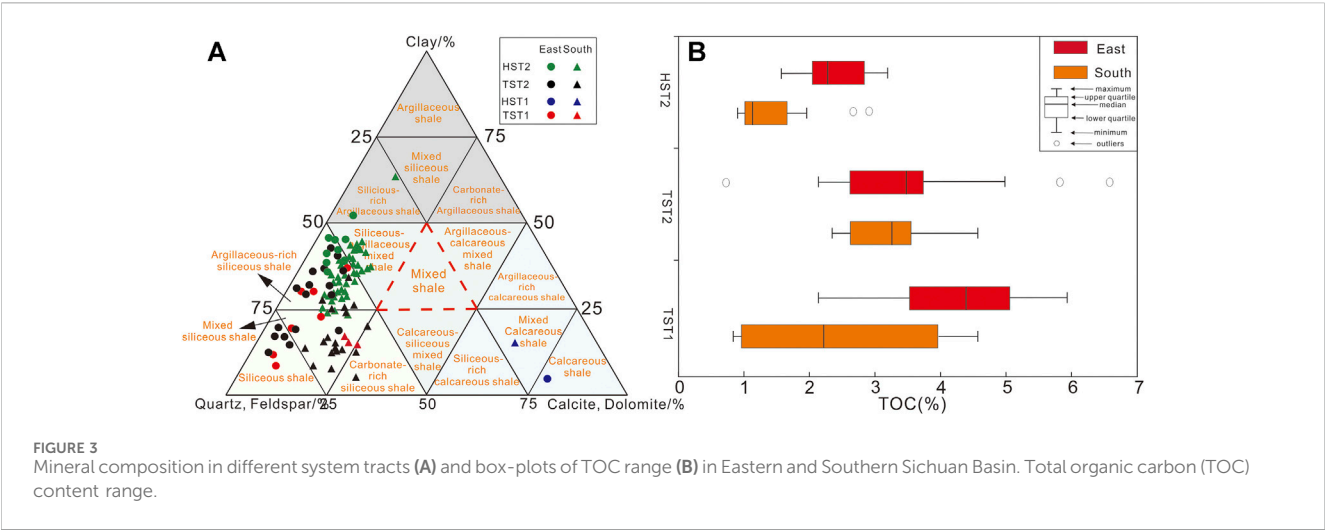 A
Clay/%
East South
HST2
TST2
HST1
TST1
Argillaceous
shale
25
75
Mixed
siliceous
shale
Silicious-
rich
Argillaceous shale
Carbonate-
rich
Argillaceous shale
50
50
Siliceous-
illaceous
mixed
hale
Argillaceous-
calcareous
mixed
shale
Argillaceous-rich
siliceous shale
Mixed
shale
Argillaceous-
rich
calcareous shale
75
25
Mixed
siliceous shale
Calcareous-
siliceous
mixed
shale
Mixed
Calcareous
shale
Siliceous shale
Carbonate-
rich
siliceous shale
Siliceous-
rich
calcareous shale
Calcareous
shale
Quartz, Feldspar/%
25
50
75
Calcite, Dolomite/%
B
HST2
TST2
TST1
East
South
maximum
upper quartile
median
lower quartile
minimum
outliers
0 1 2 3 4 5 6 7
TOC(%)
FIGURE 3
Mineral composition in different system tracts (A) and box-plots of TOC range (B) in Eastern and Southern Sichuan Basin. Total organic carbon (TOC)
content range.